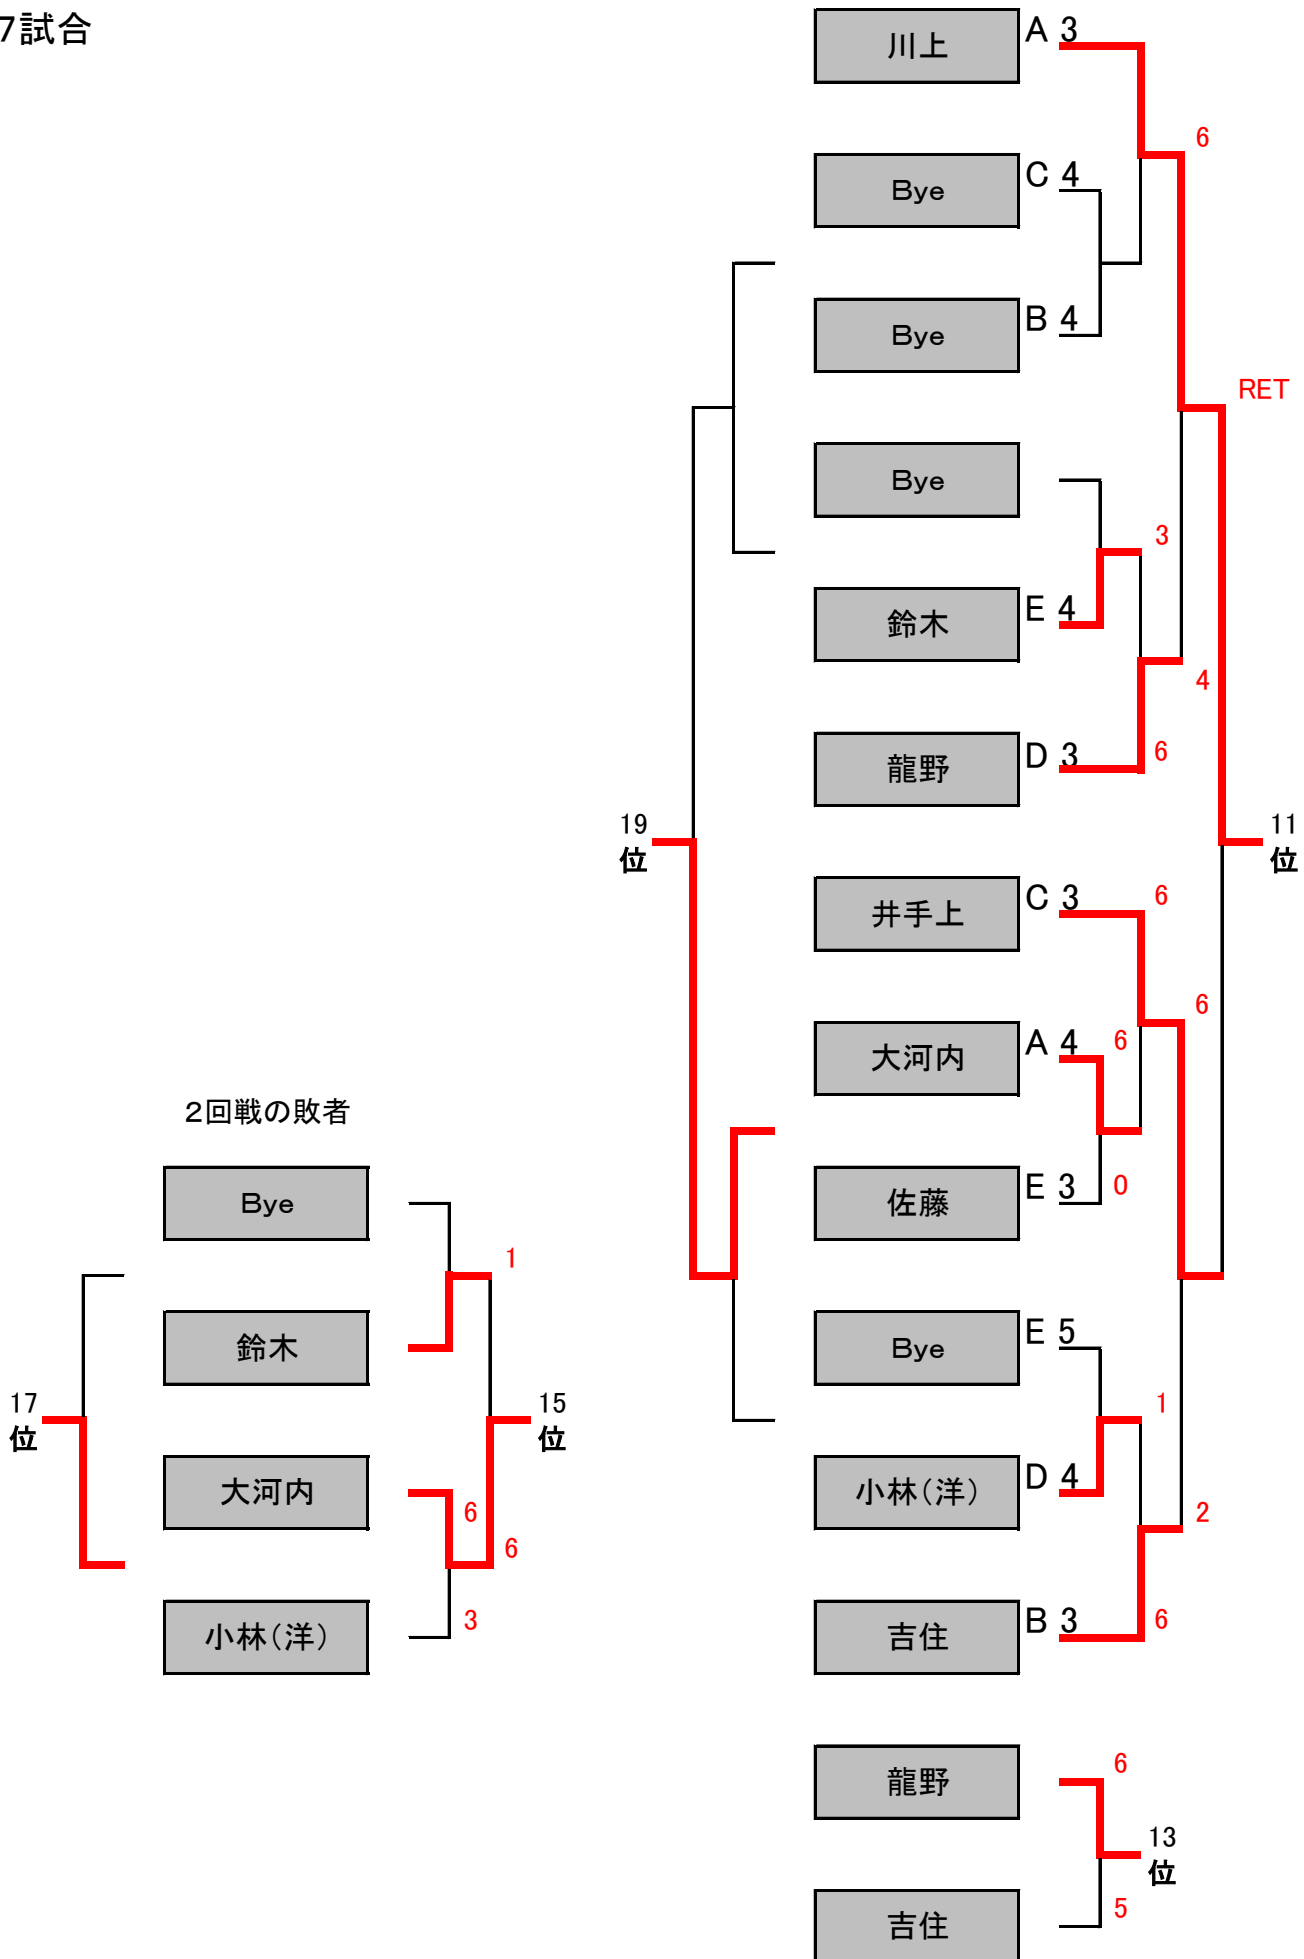 7試合
川上
A 3
6
Bye
C 4
Bye
B 4
RET
Bye
3
鈴木
E 4
4
龍野
D 3
6
19
位
11
位
井手上
C 3
6
6
大河内
A 4
6
佐藤
E 3
0
2回戦の敗者
Bye
1
鈴木
17
位
15
位
大河内
6
6
小林(洋)
3
Bye
E 5
1
小林(洋)
D 4
2
吉住
B 3
6
龍野
6
13
位
吉住
5